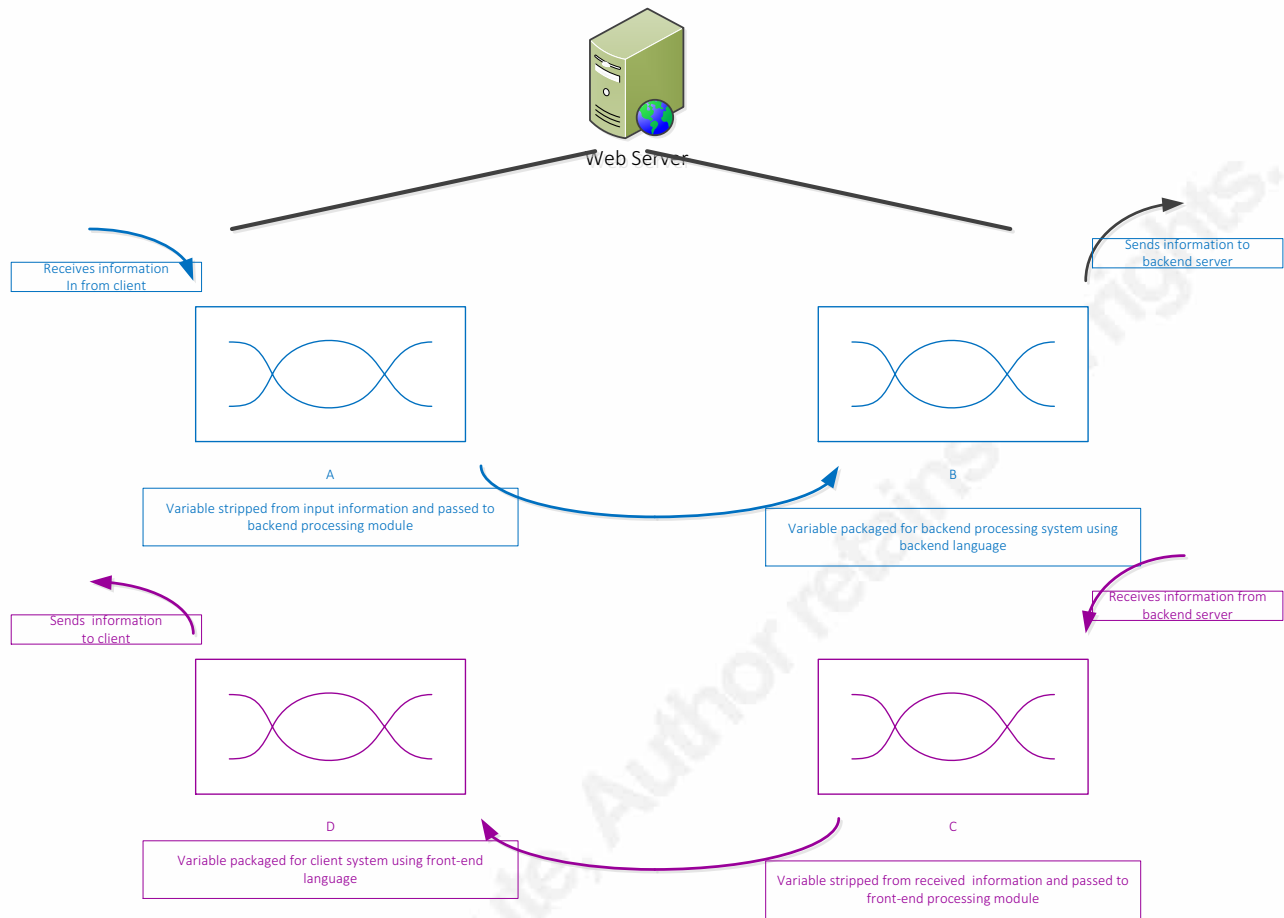 Web Server
Receives information
In from client
Sends information to
backend server
A
B
Variable stripped from input information and passed to
backend processing module
Variable packaged for backend processing system using
backend language
Sends  information
to client
Receives information from
backend server
D
C
Variable packaged for client system using front-end
language
Variable stripped from received  information and passed to
front-end processing module
Author retains rights.